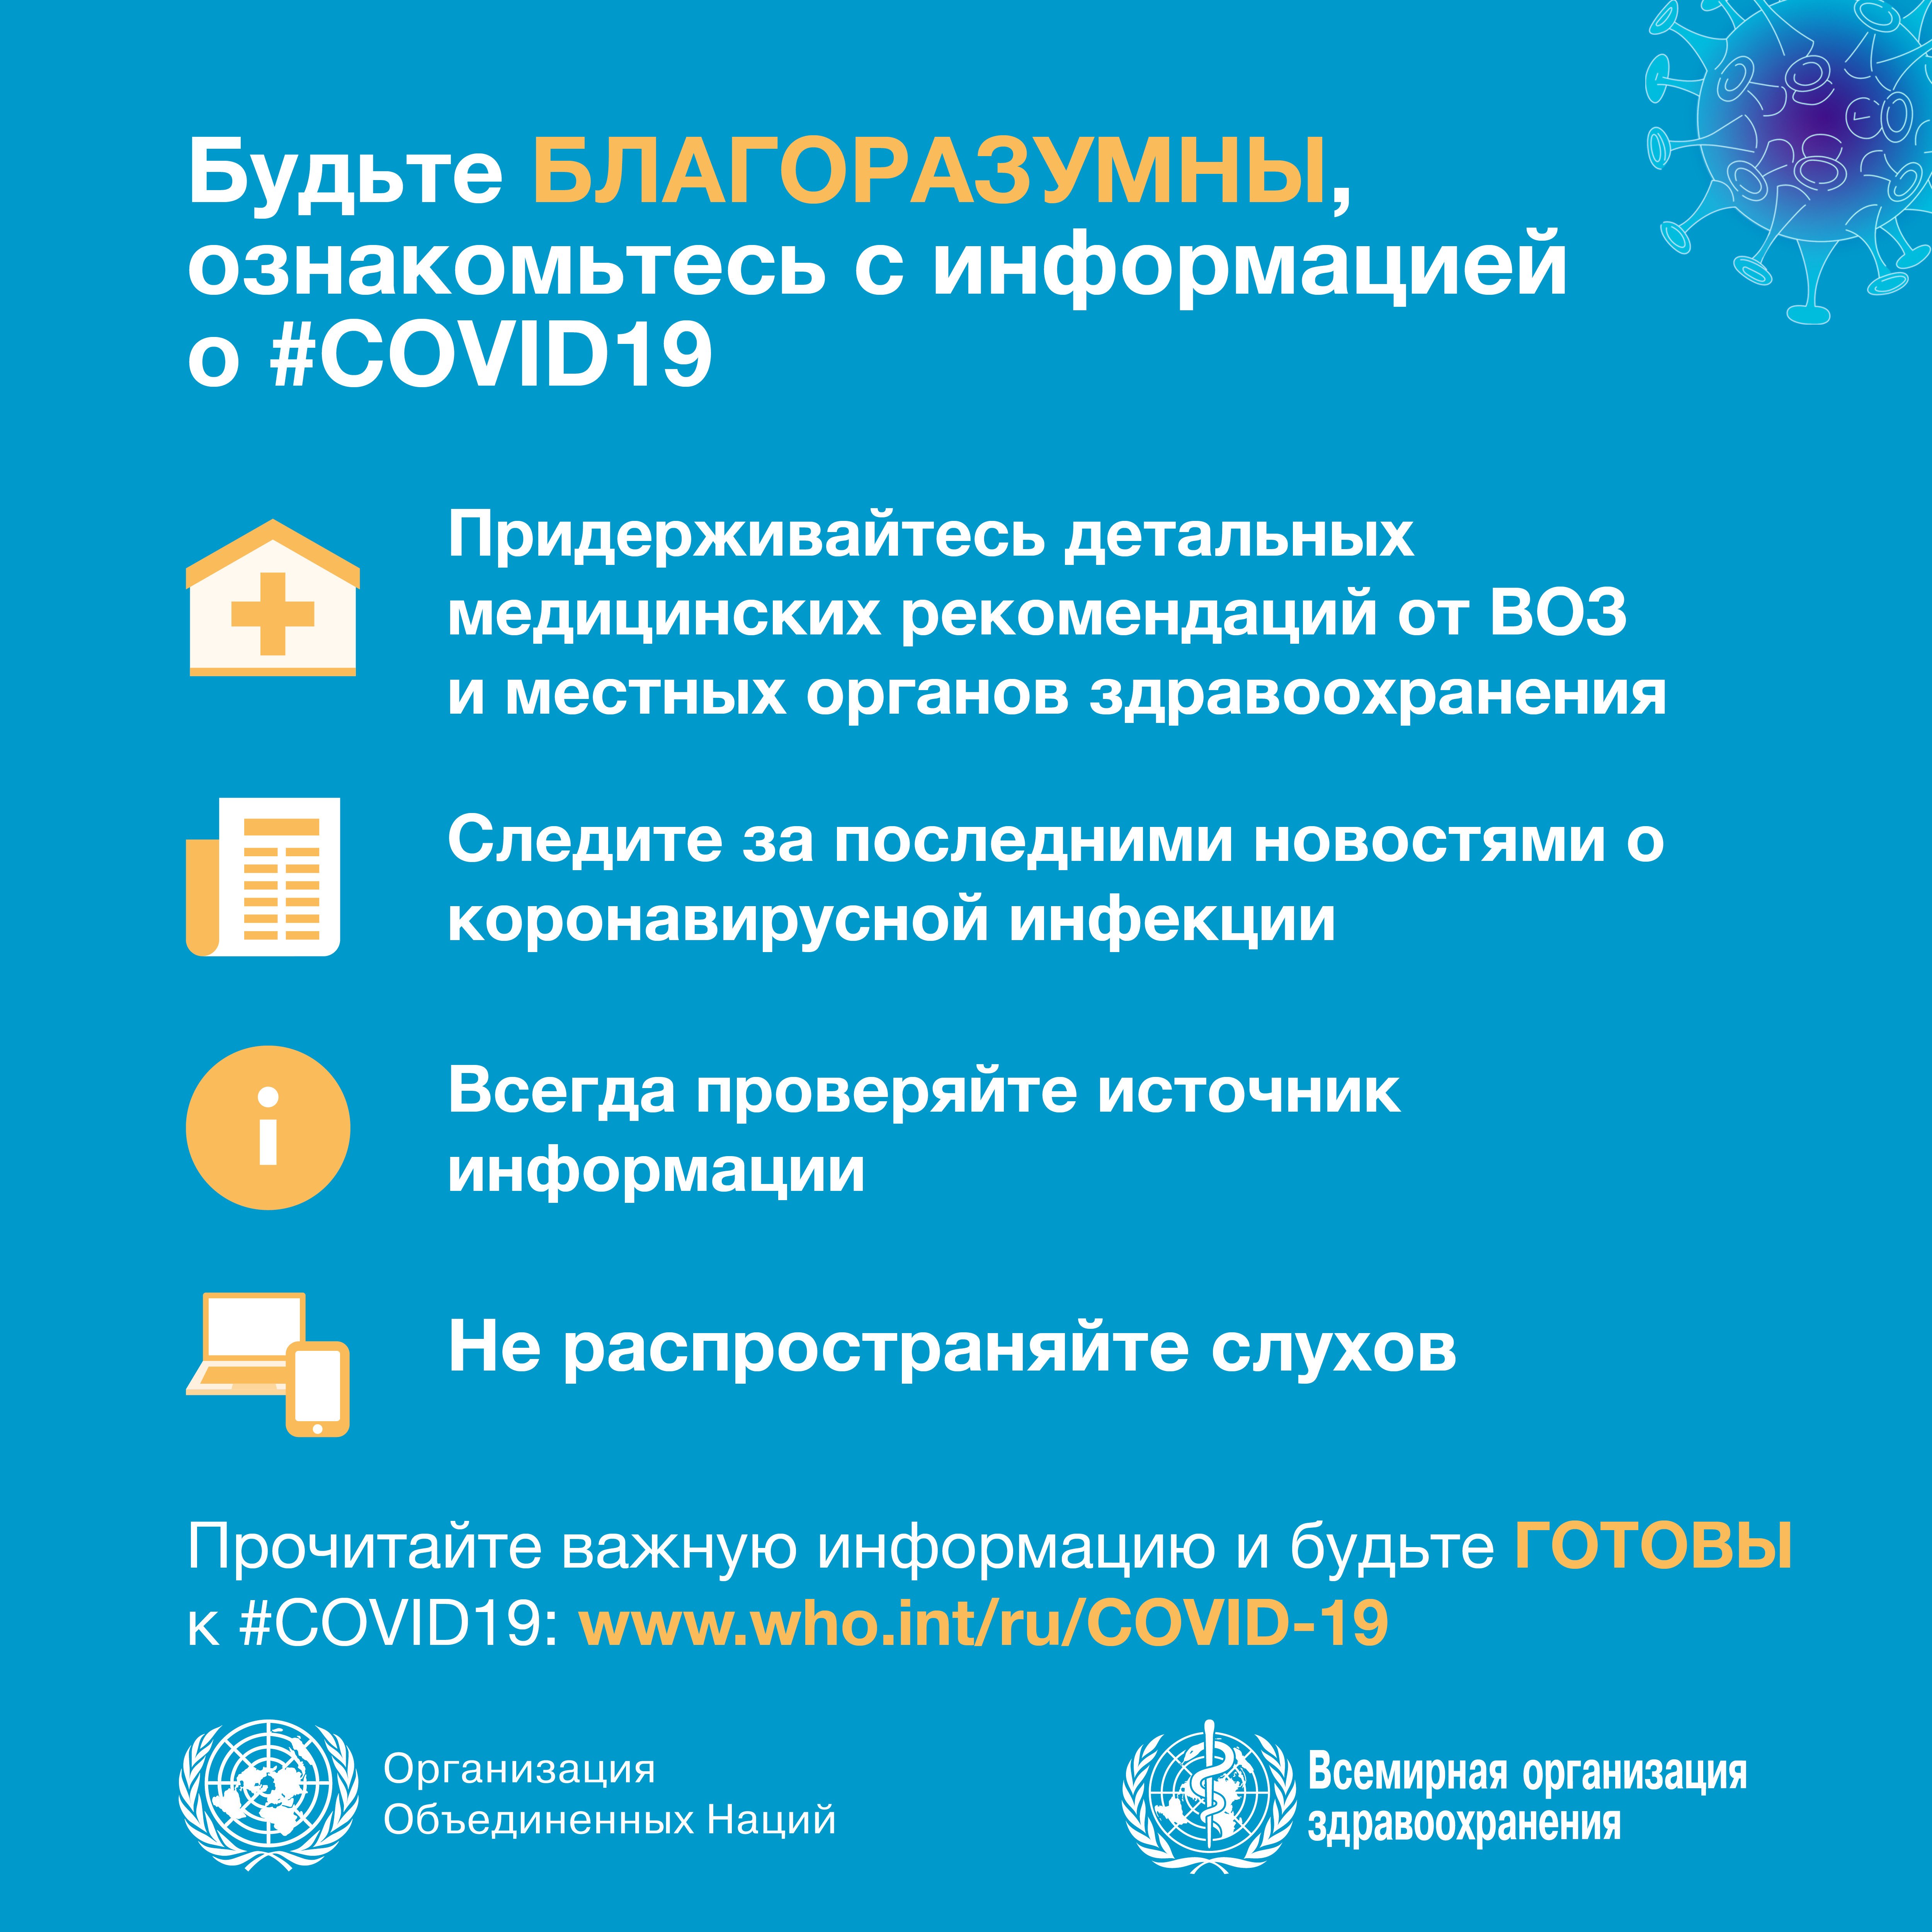 Будьте БЛАГОРАЗУМНЫ,
ознакомьтесь с информацией
о #COVID19
Придерживайтесь детальных
медицинских рекомендаций от ВОЗ
и местных органов здравоохранения
Следите за последними новостями о
коронавирусной инфекции
Всегда проверяйте источник
информации
Не распространяйте слухов
Прочитайте важную информацию и будьте ГОТОВЫ
к #COVID19: www.who.int/ru/COVID-19
Организация
Объединенных Наций
Всемирная организация
здравоохранения